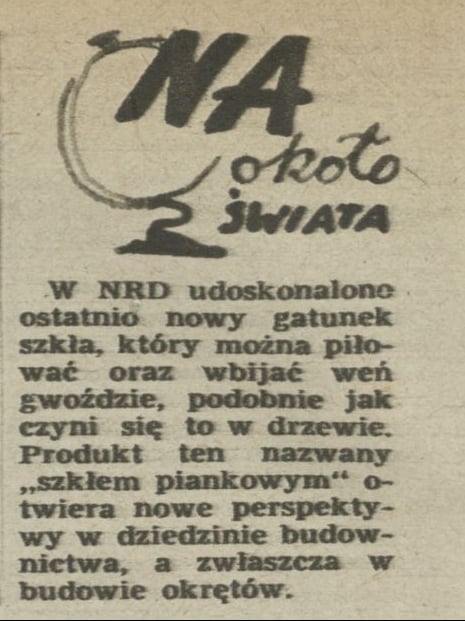 NA
około
ŚWIATA
W NRD udoskonalono
ostatnio nowy gatunek
szkła, który można piło-
wać oraz wbijać weń
gwoździe, podobnie jak
czyni się to w drzewie.
Produkt ten nazwany
„szkłem piankowym“ o-
twiera nowe perspekty-
wy w dziedzinie budow-
nictwa, a zwłaszcza w
budowie okrętów.